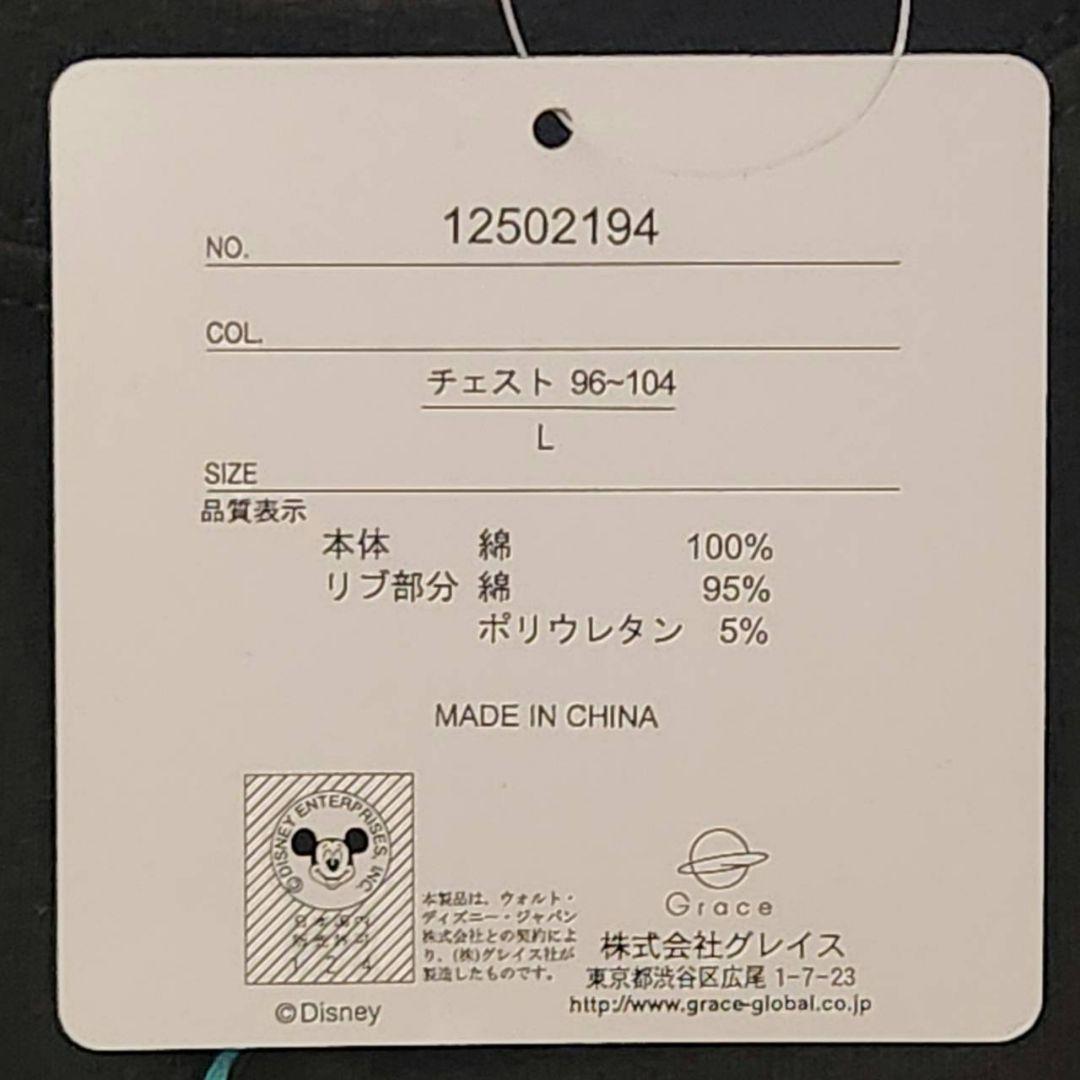 12502194
NO.
COL.
チェスト 96~104
L
SIZE
品質表示
本体 綿 100%
リブ部分 綿 95%
ポリウレタン 5%
MADE IN CHINA
©DISNEY ENTERPRISES, INC.
本製品は、ウォルト・
ディズニー・ジャパン
株式会社との契約によ
り、(株)グレイス社が
製造したものです。
©Disney
Grace
株式会社グレイス
東京都渋谷区広尾 1-7-23
http://www.grace-global.co.jp